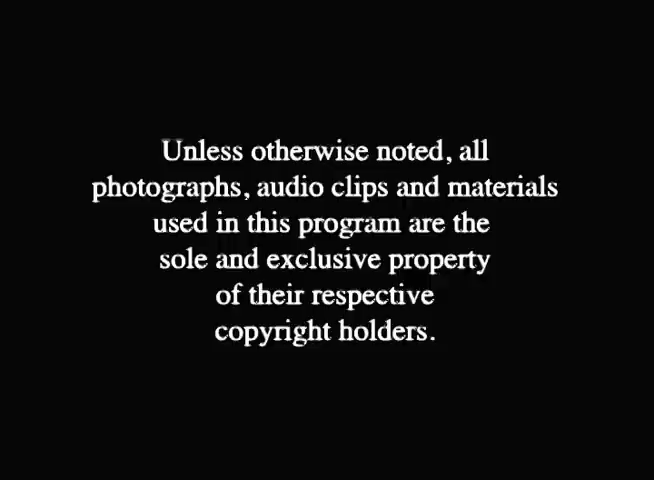 Unless otherwise noted, all
photographs, audio clips and materials
used in this program are the
sole and exclusive property
of their respective
copyright holders.